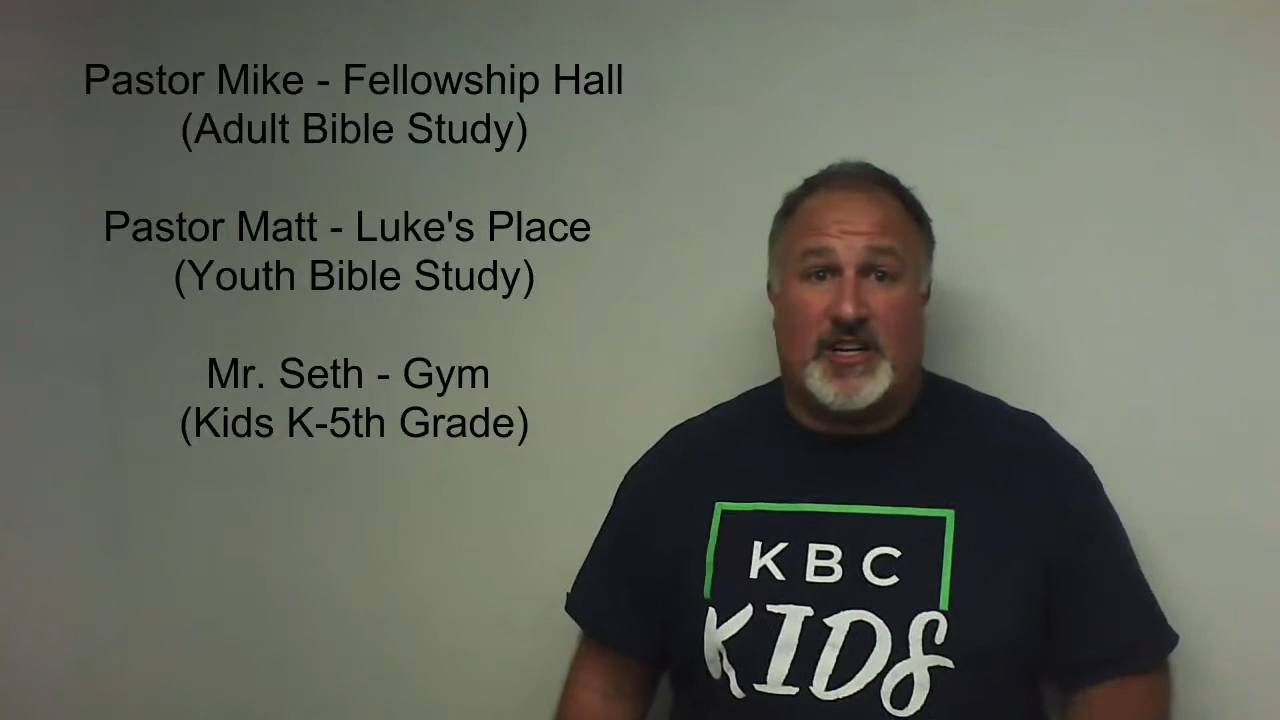 Pastor Mike - Fellowship Hall
(Adult Bible Study)
Pastor Matt - Luke's Place
(Youth Bible Study)
Mr. Seth - Gym
(Kids K-5th Grade)
KBC
KIDS